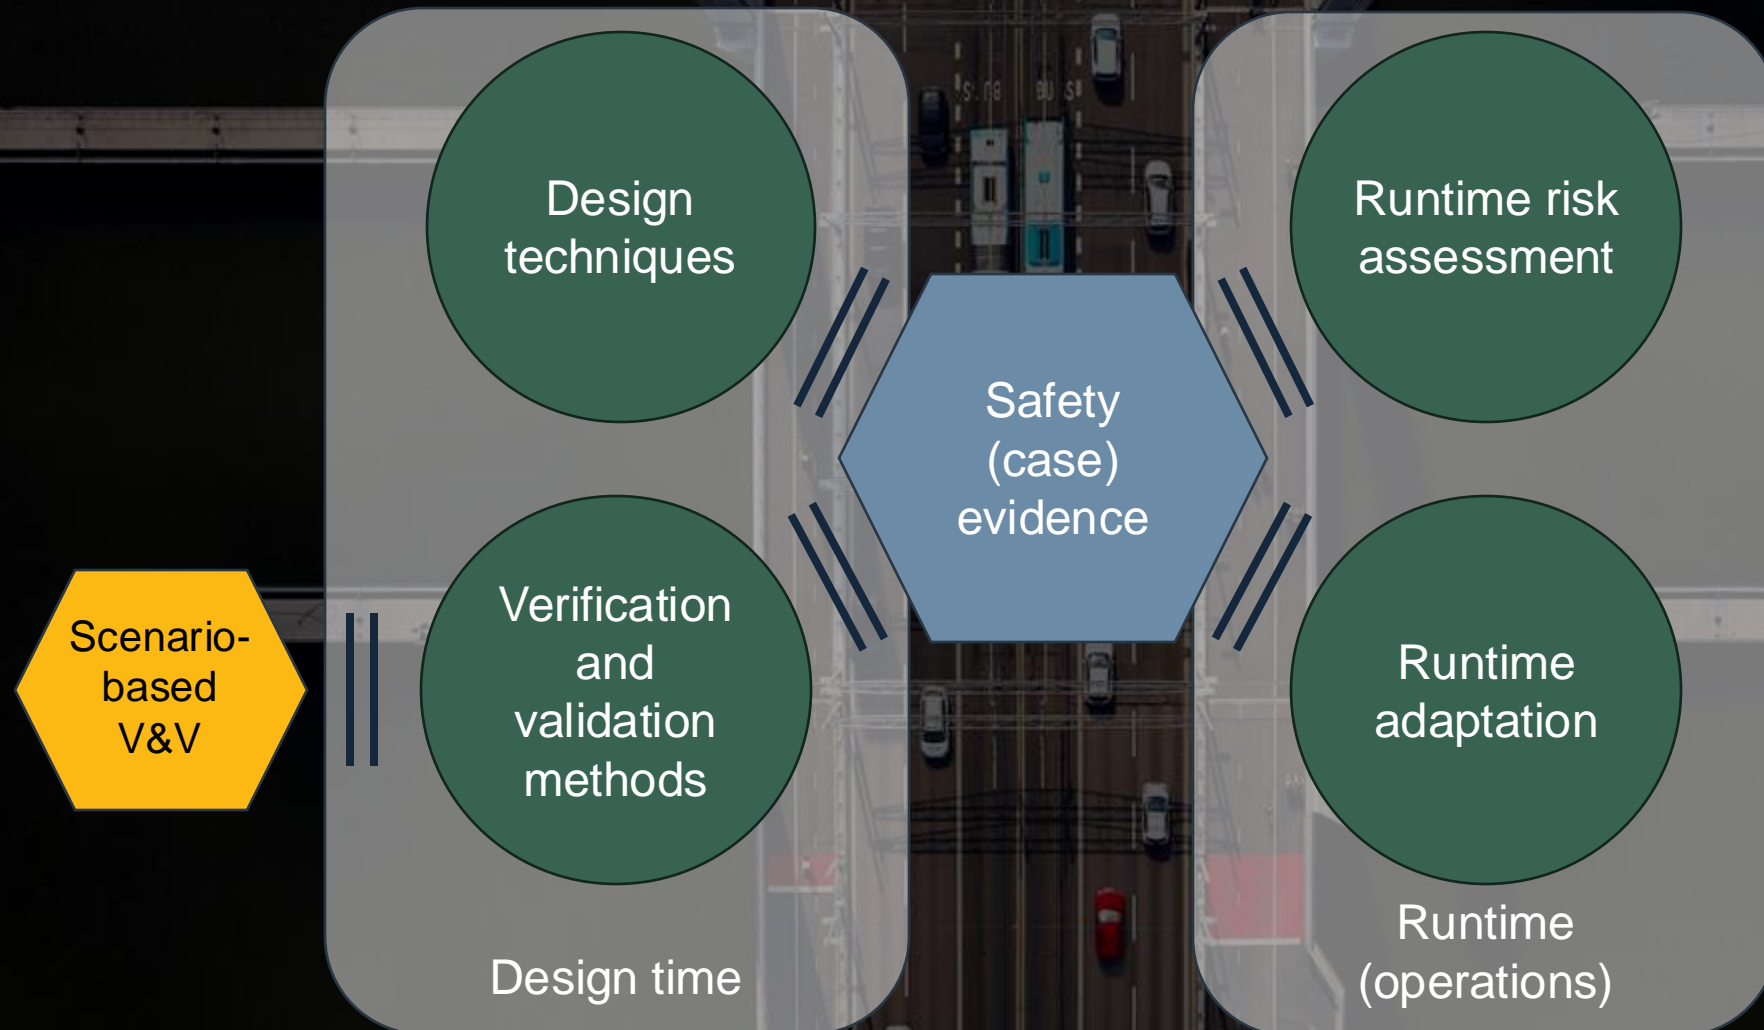 Design
techniques
Runtime risk
assessment
Safety
(case)
evidence
Scenario-
based
V&V
Verification
and
validation
methods
Runtime
adaptation
Design time
Runtime
(operations)